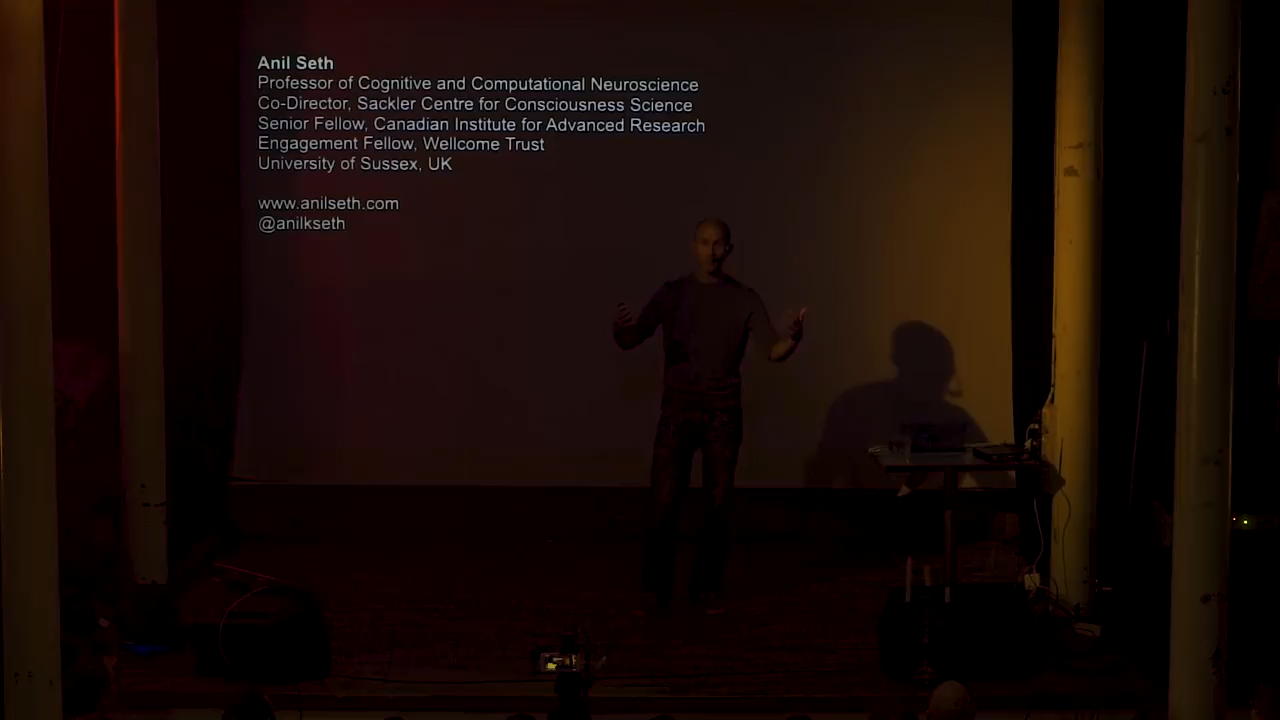 Anil Seth
Professor of Cognitive and Computational Neuroscience
Co-Director, Sackler Centre for Consciousness Science
Senior Fellow, Canadian Institute for Advanced Research
Engagement Fellow, Wellcome Trust
University of Sussex, UK
www.anilseth.com
@anilkseth